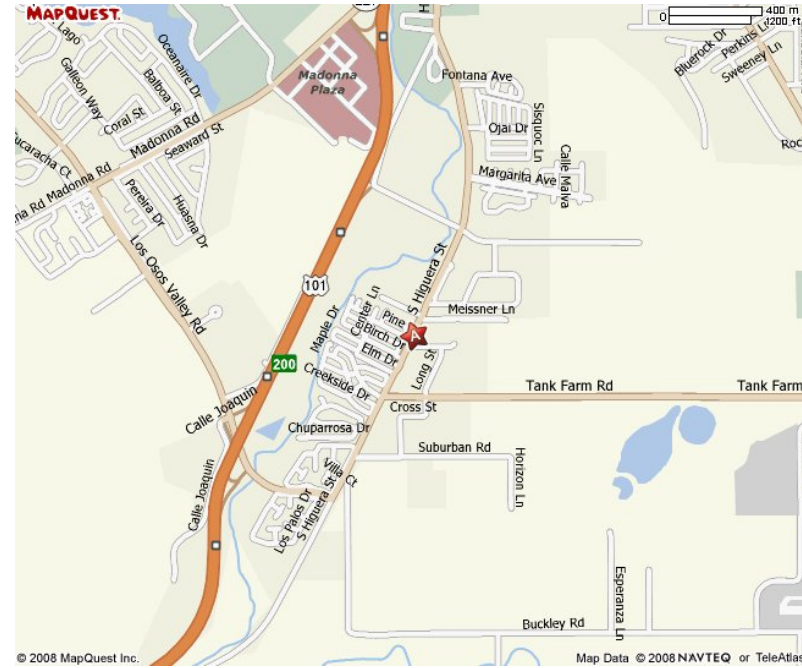 MAPQUEST.
0
400 m
1200 ft
Lago
Oceanaire Dr
Balboa St
Galleon Way
Coral St
Madonna Rd
Seaward St
Madonna
Plaza
Fontana Ave
Sisquoc Ln
Ojai Dr
Margarita Ave
Calle Malva
Bluerock Dr
Perkins Ln
Sweeney Ln
Roc
ucaracha Ct
na Rd Madonna Rd
Pereira Dr
Huasna Dr
Los Osos Valley Rd
101
S Higuera St
Meissner Ln
Maple Dr
Center Ln
Pine
Birch Dr
Elm Dr
A
Long St
200
Creekside Dr
Calle Joaquin
Tank Farm Rd
Tank Farm
Cross St
Chuparrosa Dr
Suburban Rd
Horizon Ln
Villa Ct
Los Palos Dr
S Higuera St
Calle Joaquin
Esperanza Ln
Buckley Rd
© 2008 MapQuest Inc.
Map Data © 2008 NAVTEQ or TeleAtlas